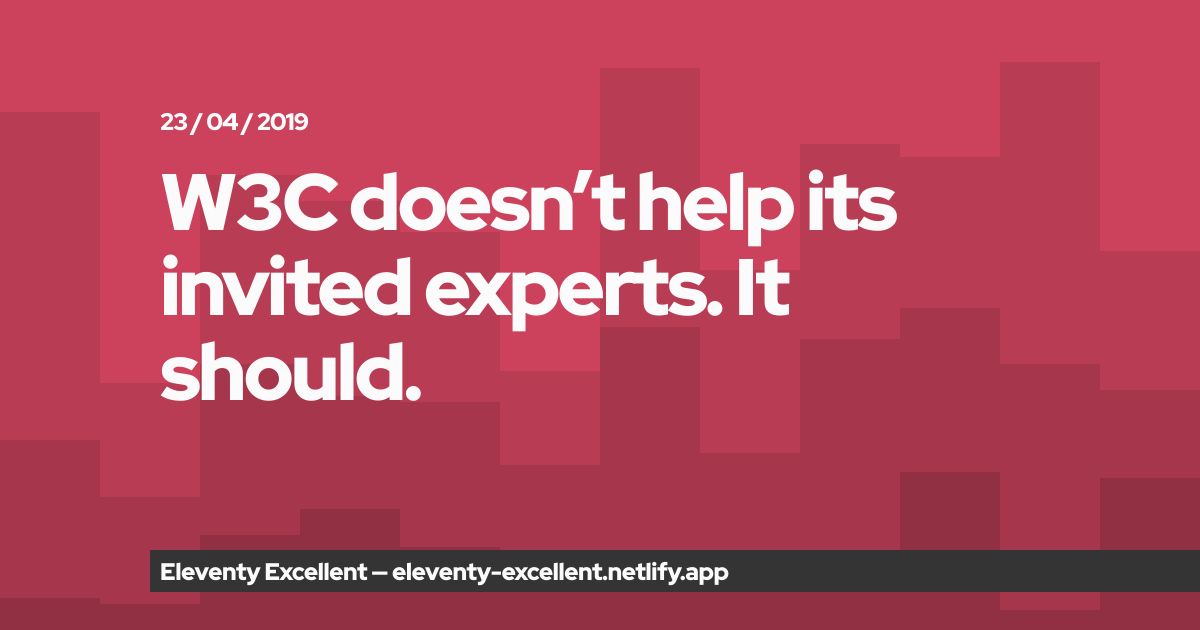 23 / 04 / 2019
W3C doesn’t help its
invited experts. It
should.
Eleventy Excellent — eleventy-excellent.netlify.app